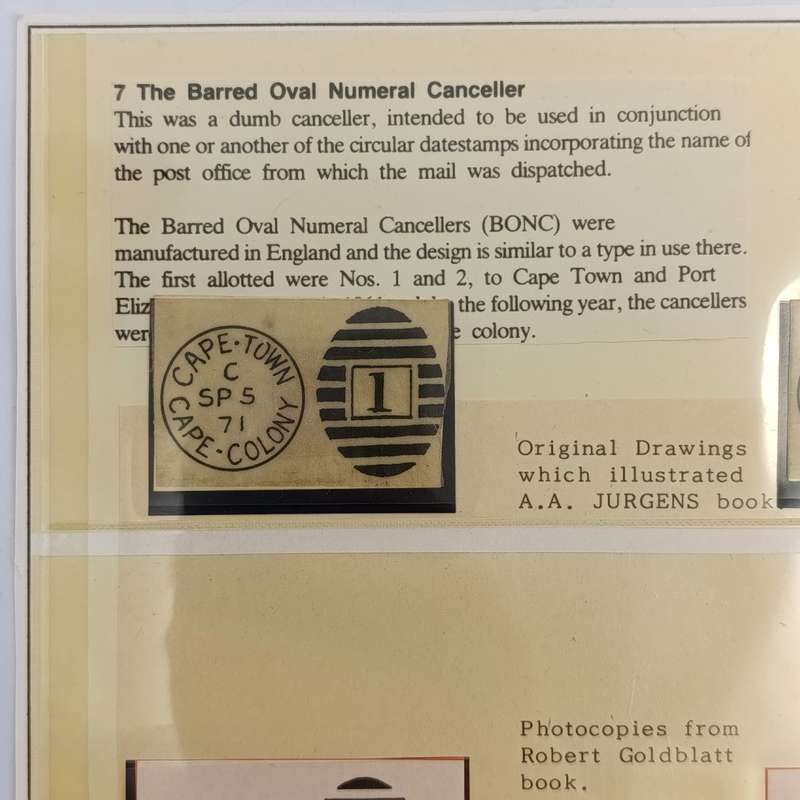 7 The Barred Oval Numeral Canceller
This was a dumb canceller, intended to be used in conjunction
with one or another of the circular datestamps incorporating the name of
the post office from which the mail was dispatched.
The Barred Oval Numeral Cancellers (BONC) were
manufactured in England and the design is similar to a type in use there.
The first allotted were Nos. 1 and 2, to Cape Town and Port
the following year, the cancellers
colony.
CAPE·TOWN
C
SP 5
71
CAPE·COLONY
1
Original Drawings
which illustrated
A.A. JURGENS book
Photocopies from
Robert Goldblatt
book.